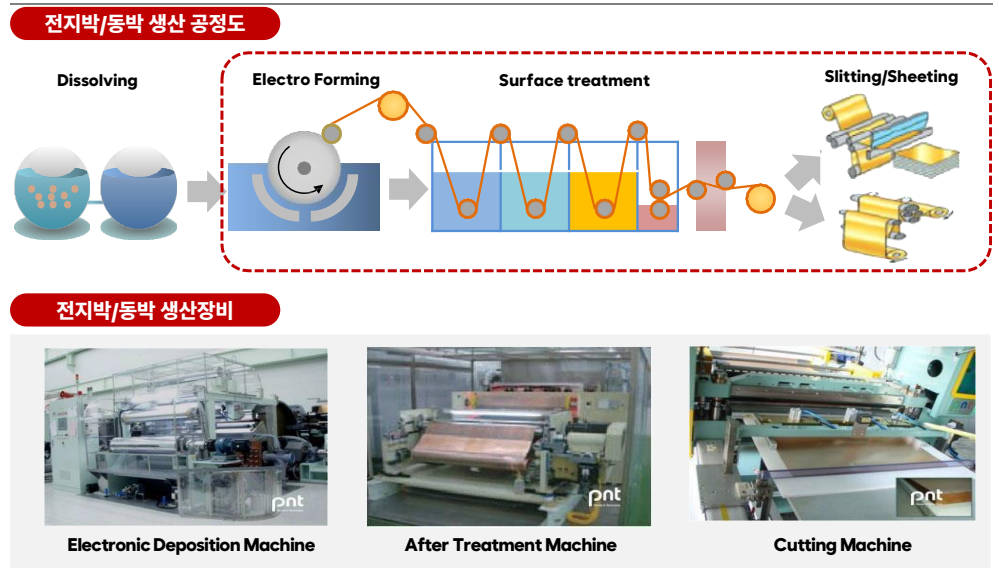 전지박/동박 생산 공정도
Dissolving
Electro Forming
Surface treatment
Slitting/Sheeting
전지박/동박 생산장비
pnt
pnt
pnt
Electronic Deposition Machine
After Treatment Machine
Cutting Machine